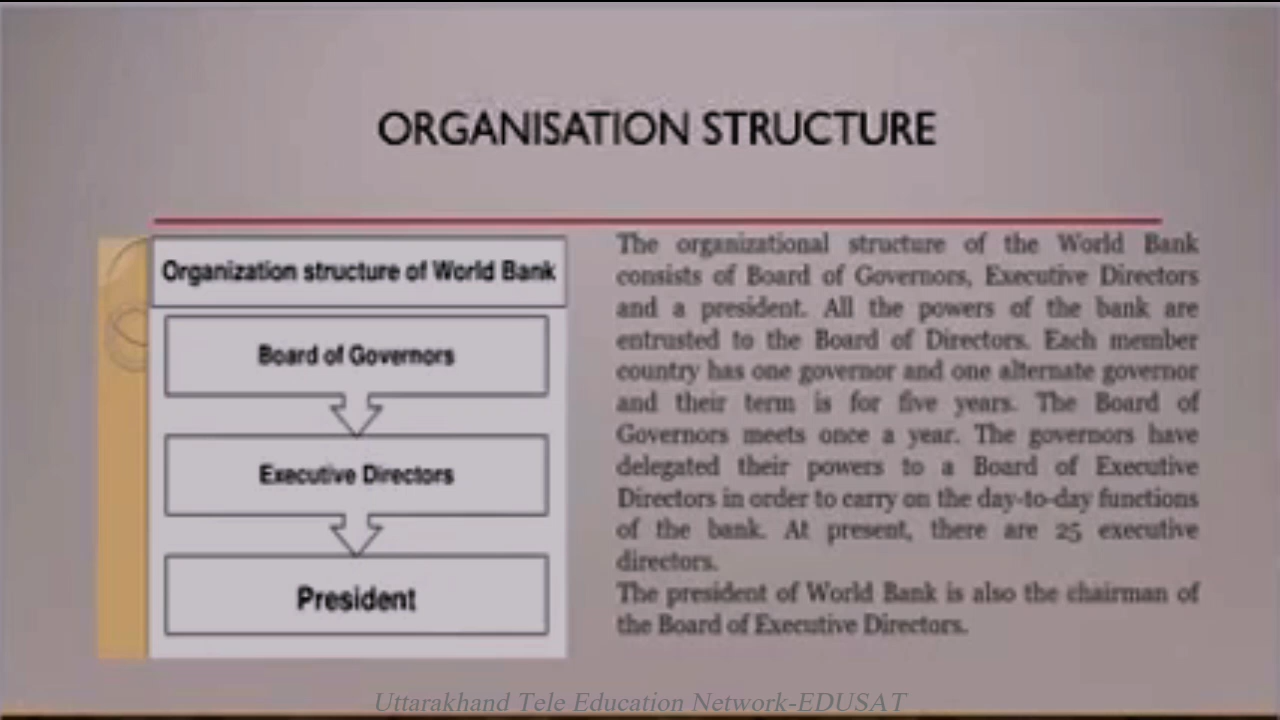 ORGANISATION STRUCTURE
Organization structure of World Bank
Board of Governors
Executive Directors
President
The organizational structure of the World Bank
consists of Board of Governors, Executive Directors
and a president. All the powers of the bank are
entrusted to the Board of Directors. Each member
country has one governor and one alternate governor
and their term is for five years. The Board of
Governors meets once a year. The governors have
delegated their powers to a Board of Executive
Directors in order to carry on the day-to-day functions
of the bank. At present, there are 25 executive
directors.
The president of World Bank is also the chairman of
the Board of Executive Directors.
Uttarakhand Tele Education Network-EDUSAT